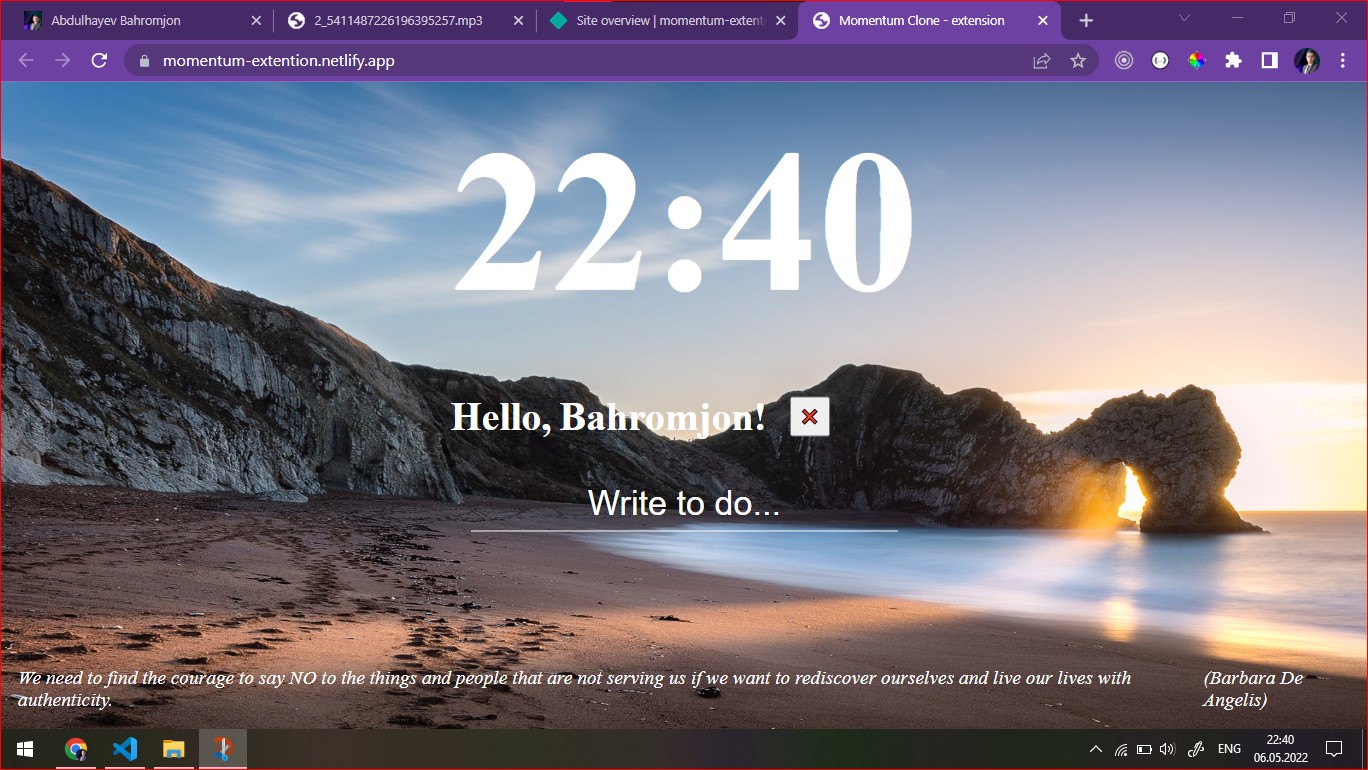 Abdulhayev Bahromjon
2_5411487226196395257.mp3
Site overview | momentum-extent
Momentum Clone - extension
momentum-extention.netlify.app
22:40
Hello, Bahromjon!
Write to do...
We need to find the courage to say NO to the things and people that are not serving us if we want to rediscover ourselves and live our lives with
authenticity.
(Barbara De
Angelis)
ENG
22:40
06.05.2022